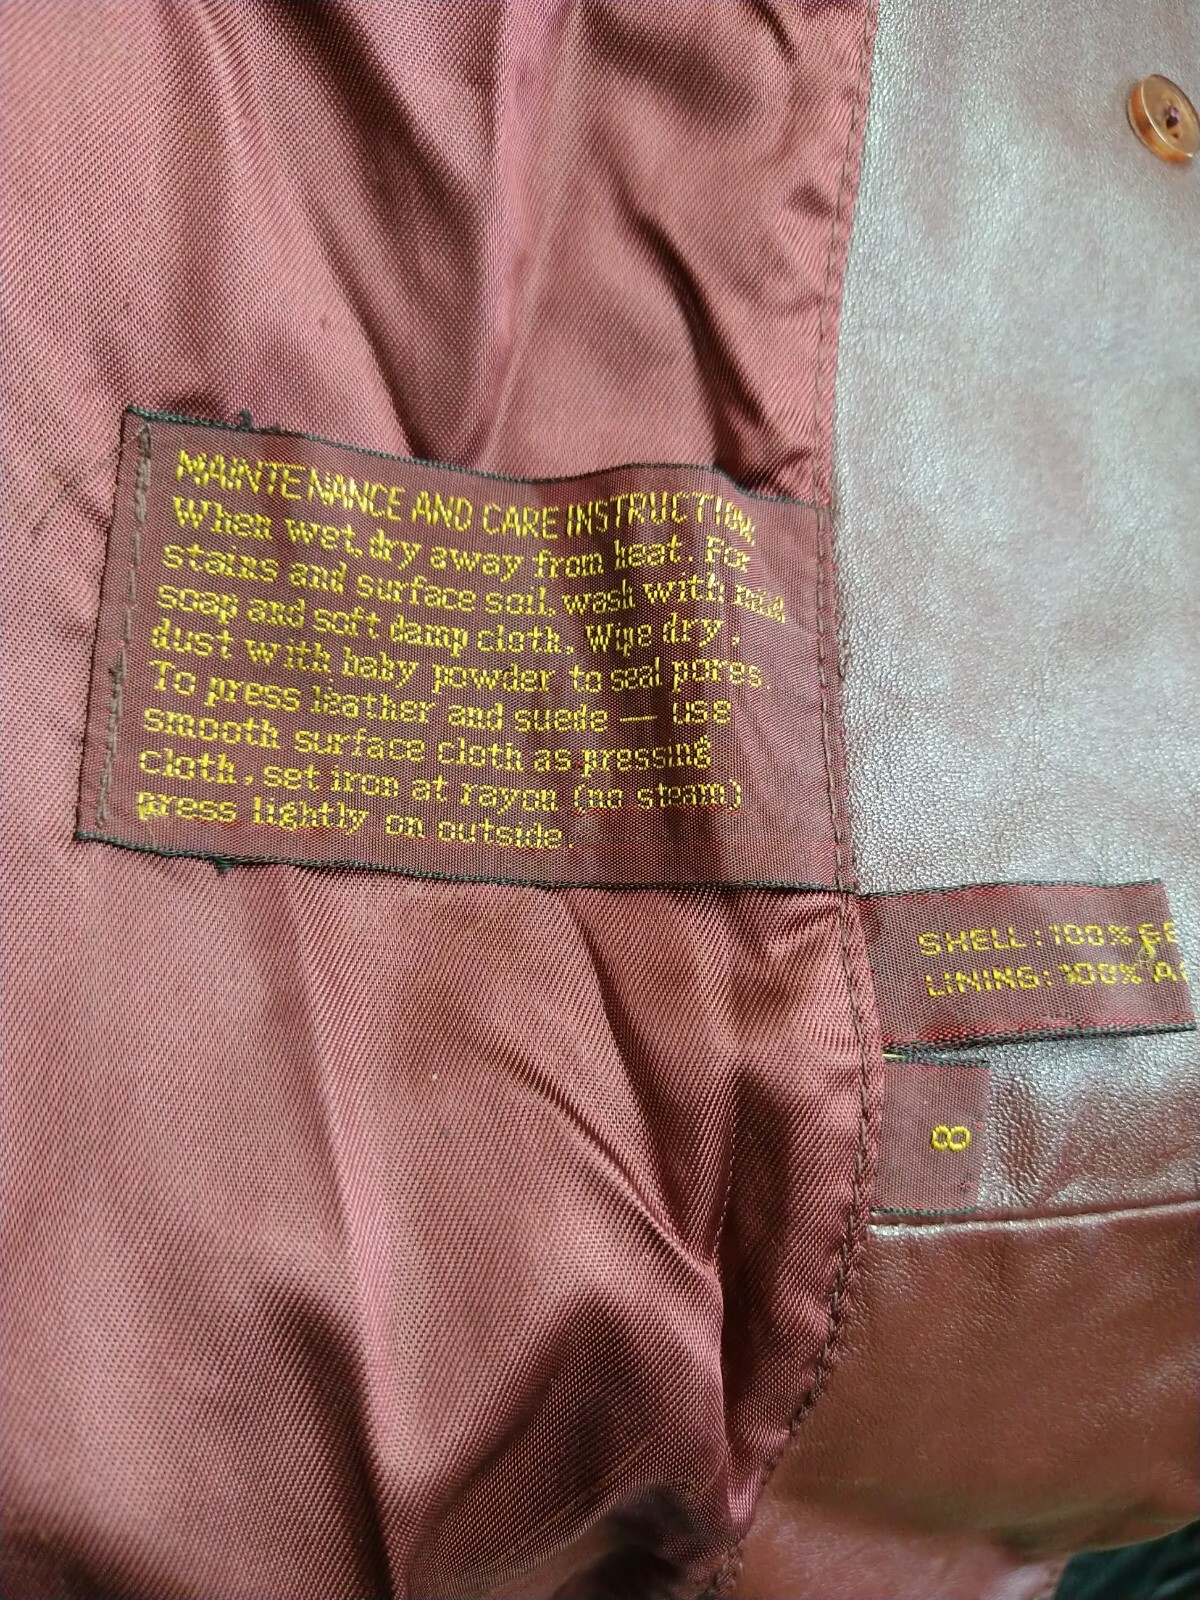 MAINTENANCE AND CARE INSTRUCTION:
When wet, dry away from heat. For
stains and surface soil, wash with mild
soap and soft damp cloth, Wipe dry,
dust with baby powder to seal pores.
To press leather and suede — use
smooth surface cloth as pressing
cloth, set iron at rayon (no steam)
press lightly on outside.
SHELL: 100%
LINING: 100%
8